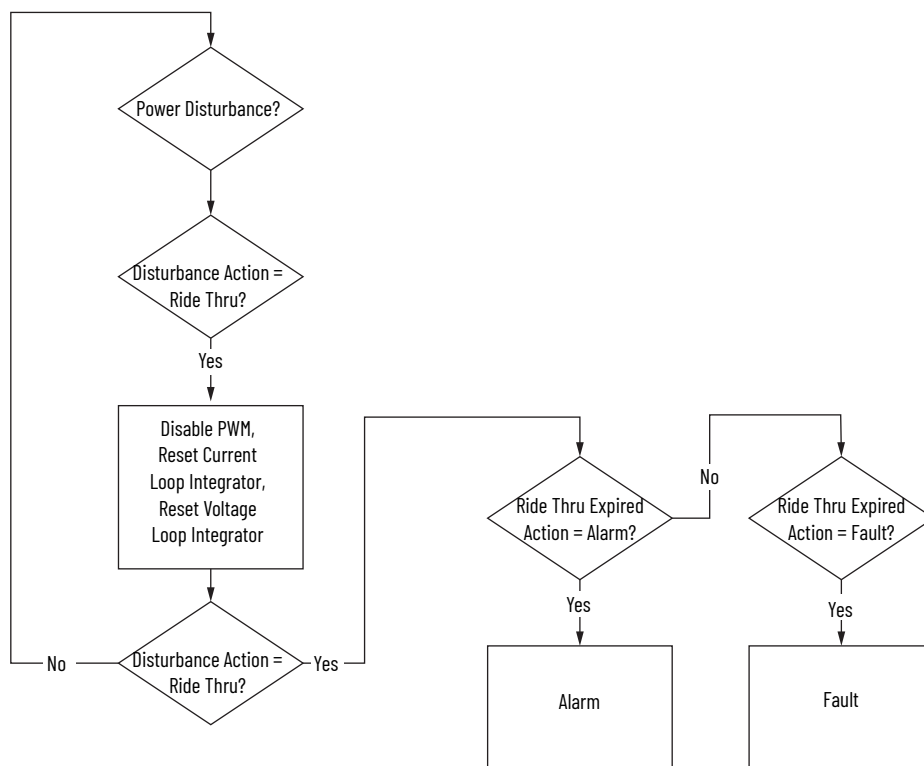 Power Disturbance?
Disturbance Action =
Ride Thru?
Yes
Disable PWM,
Reset Current
Loop Integrator,
Reset Voltage
Loop Integrator
Disturbance Action =
Ride Thru?
No
Yes
Ride Thru Expired
Action = Alarm?
No
Yes
Alarm
Ride Thru Expired
Action = Fault?
Yes
Fault